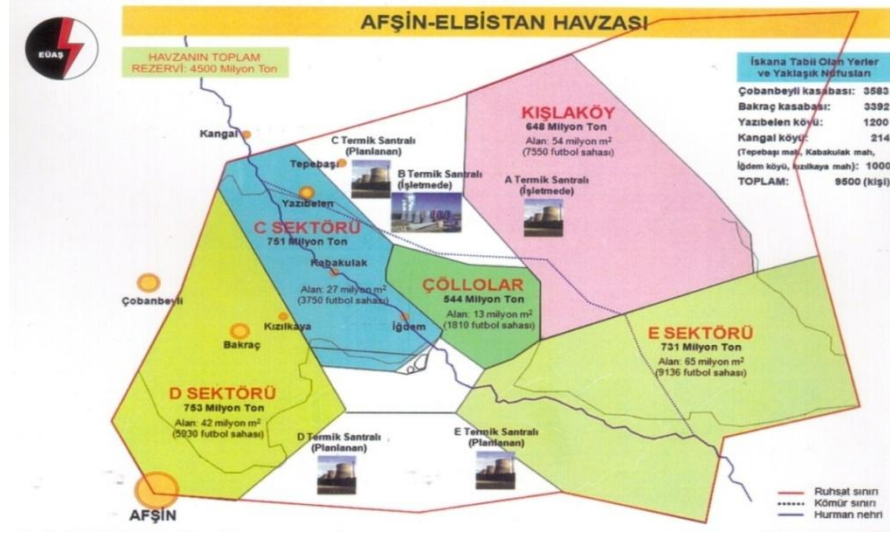 AFŞİN-ELBİSTAN HAVZASI
EÜAŞ
HAVZANIN TOPLAM
REZERVİ: 4500 Milyon Ton
İskana Tabii Olan Yerler
ve Yaklaşık Nüfusları
Çobanbeyli kasabası: 3583
Bakraç kasabası: 3392
Yazıbelen köyü: 1200
Kangal köyü: 214
(Tepebaşı mah, Kabakulak mah,
İğdem köyü, kızılkaya mah): 1000
TOPLAM: 9500 (kişi)
KIŞLAKÖY
648 Milyon Ton
Alan: 54 milyon m²
(7550 futbol sahası)
Kangal
C Termik Santralı
(Planlanan)
Tepebaşı
B Termik Santralı
(İşletmede)
A Termik Santralı
(İşletmede)
Yazıbelen
C SEKTÖRÜ
751 Milyon Ton
Kabakulak
Alan: 27 milyon m²
(3750 futbol sahası)
ÇÖLLOLAR
544 Milyon Ton
Alan: 13 milyon m²
(1810 futbol sahası)
Çobanbeyli
Kızılkaya
İğdem
Bakraç
E SEKTÖRÜ
731 Milyon Ton
Alan: 65 milyon m²
(9136 futbol sahası)
D SEKTÖRÜ
753 Milyon Ton
Alan: 42 milyon m²
(5930 futbol sahası)
D Termik Santralı
(Planlanan)
E Termik Santralı
(Planlanan)
AFŞİN
Ruhsat sınırı
Kömür sınırı
Hurman nehri